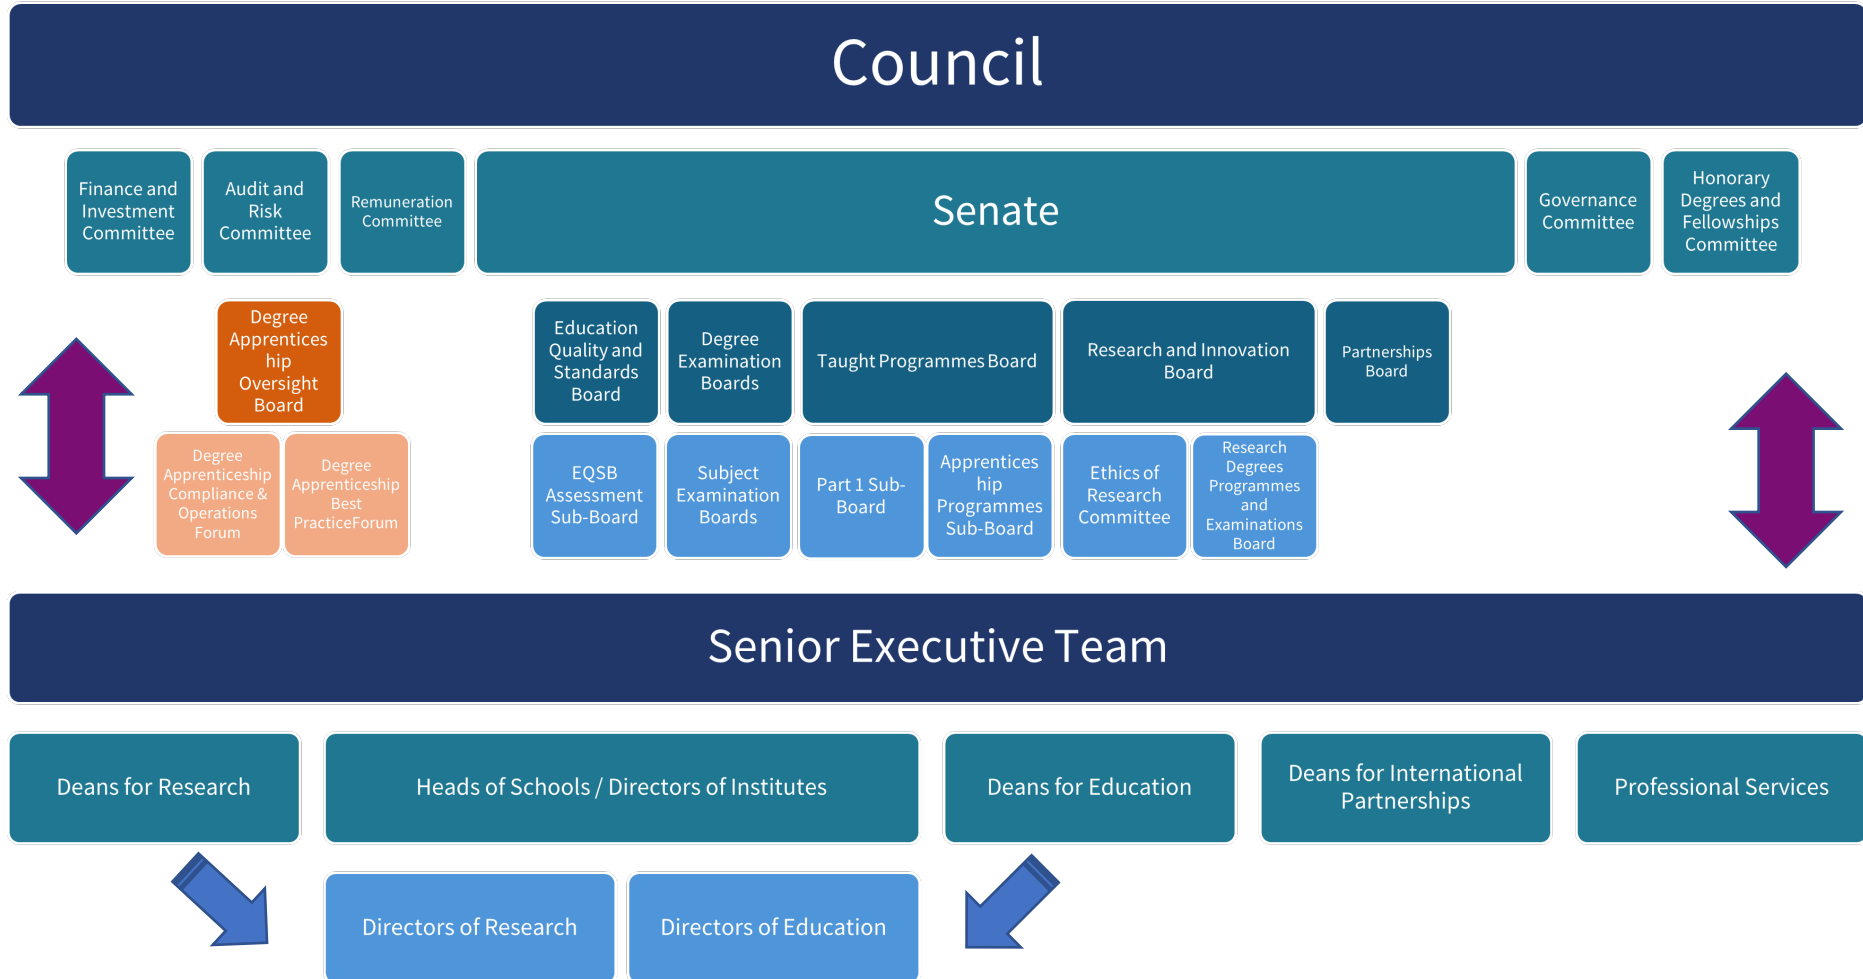 Council
Finance and
Investment
Committee
Audit and
Risk
Committee
Remuneration
Committee
Senate
Governance
Committee
Honorary
Degrees and
Fellowships
Committee
Degree
Apprentices
hip
Oversight
Board
Education
Quality and
Standards
Board
Degree
Examination
Boards
Taught Programmes Board
Research and Innovation
Board
Partnerships
Board
Degree
Apprenticeship
Compliance &
Operations
Forum
Degree
Apprenticeship
Best
PracticeForum
EQSB
Assessment
Sub-Board
Subject
Examination
Boards
Part 1 Sub-
Board
Apprentices
hip
Programmes
Sub-Board
Ethics of
Research
Committee
Research
Degrees
Programmes
and
Examinations
Board
Senior Executive Team
Deans for Research
Heads of Schools / Directors of Institutes
Deans for Education
Deans for International
Partnerships
Professional Services
Directors of Research
Directors of Education